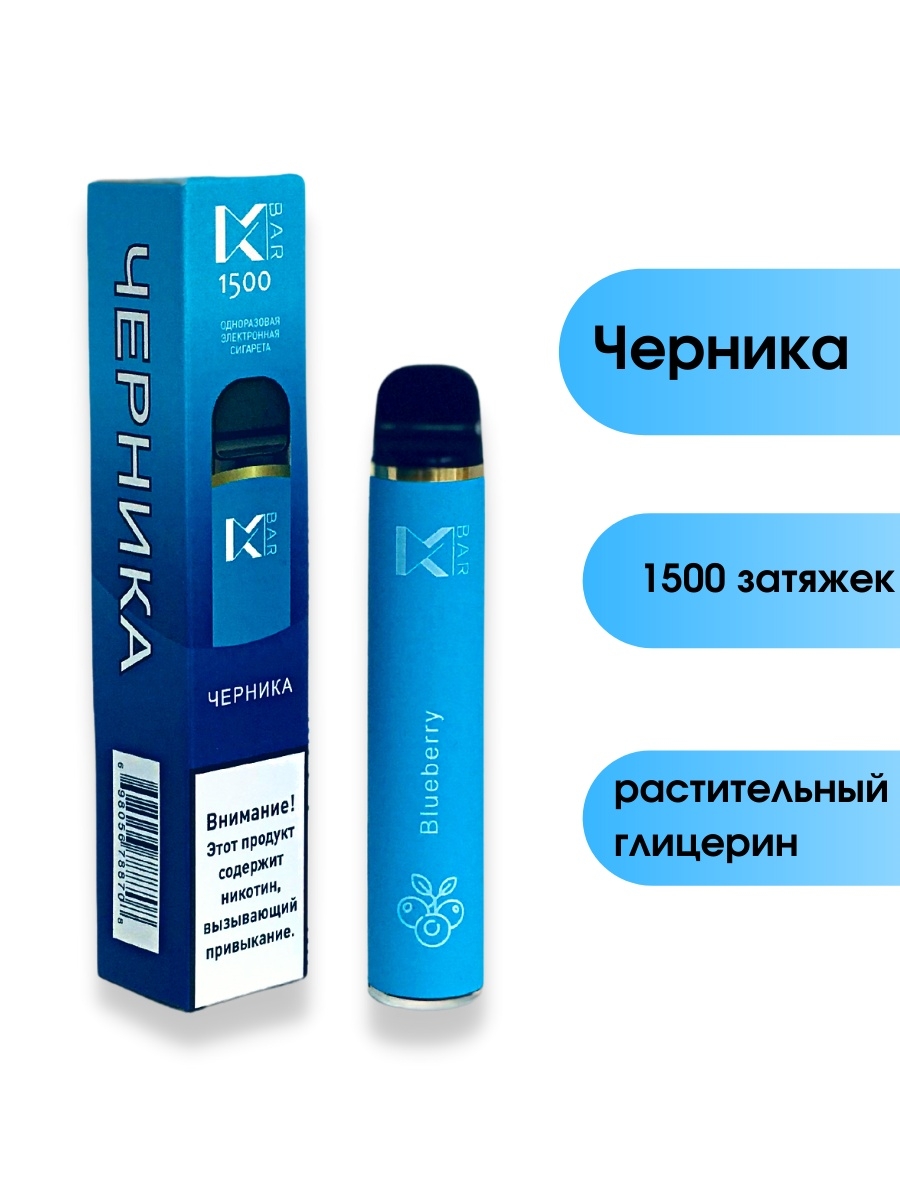 K BAR
1500
ОДНОРАЗОВАЯ
ЭЛЕКТРОННАЯ
СИГАРЕТА
K BAR
ЧЕРНИКА
ЧЕРНИКА
Внимание!
Этот продукт
содержит
никотин,
вызывающий
привыкание.
K BAR
Blueberry
Черника
1500 затяжек
растительный
глицерин